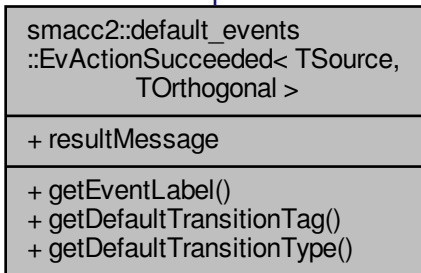 smacc2::default_events
::EvActionSucceeded< TSource,
TOrthogonal >
+ resultMessage
+ getEventLabel()
+ getDefaultTransitionTag()
+ getDefaultTransitionType()